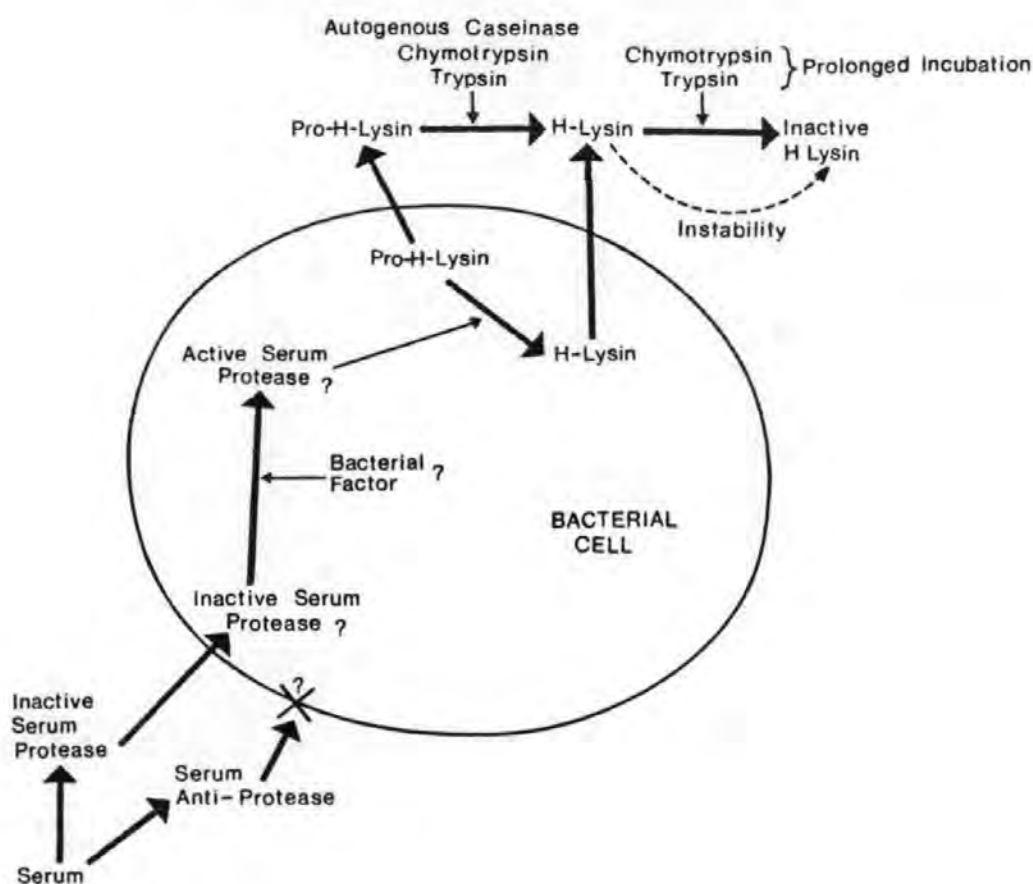 Autogenous Caseinase
Chymotrypsin
Trypsin
Chymotrypsin
Trypsin
} Prolonged Incubation
Pro-H-Lysin
H-Lysin
Inactive
H Lysin
Instability
Pro-H-Lysin
H-Lysin
Active Serum
Protease ?
Bacterial ?
Factor
BACTERIAL
CELL
Inactive Serum
Protease ?
?
Inactive
Serum
Protease
Serum
Anti-Protease
Serum